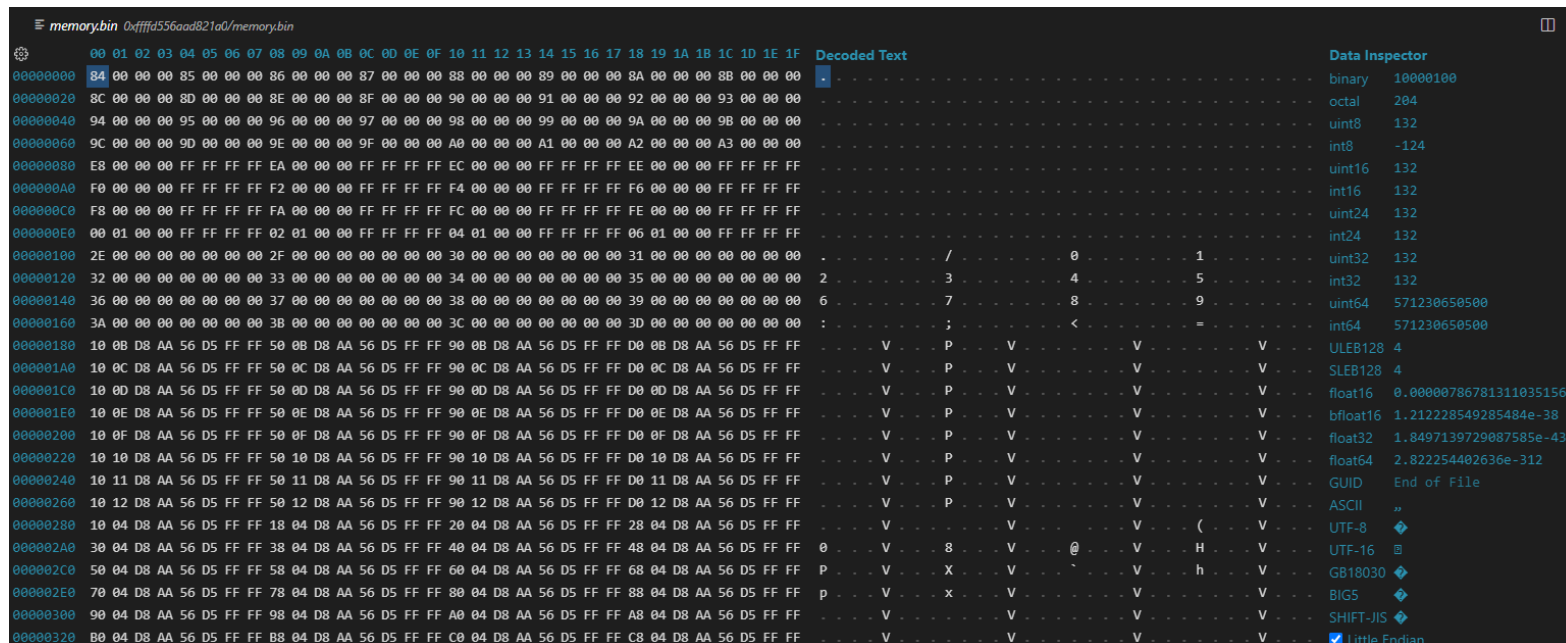 memory.bin 0xffffd556aad821a0/memory.bin
00 01 02 03 04 05 06 07 08 09 0A 0B 0C 0D 0E 0F 10 11 12 13 14 15 16 17 18 19 1A 1B 1C 1D 1E 1F Decoded Text Data Inspector
00000000 84 00 00 00 85 00 00 00 86 00 00 00 87 00 00 00 88 00 00 00 89 00 00 00 8A 00 00 00 8B 00 00 00 binary 10000100
00000020 8C 00 00 00 8D 00 00 00 8E 00 00 00 8F 00 00 00 90 00 00 00 91 00 00 00 92 00 00 00 93 00 00 00 octal 204
00000040 94 00 00 00 95 00 00 00 96 00 00 00 97 00 00 00 98 00 00 00 99 00 00 00 9A 00 00 00 9B 00 00 00 uint8 132
00000060 9C 00 00 00 9D 00 00 00 9E 00 00 00 9F 00 00 00 A0 00 00 00 A1 00 00 00 A2 00 00 00 A3 00 00 00 int8 -124
00000080 E8 00 00 00 FF FF FF FF EA 00 00 00 FF FF FF FF EC 00 00 00 FF FF FF FF EE 00 00 00 FF FF FF FF uint16 132
000000A0 F0 00 00 00 FF FF FF FF F2 00 00 00 FF FF FF FF F4 00 00 00 FF FF FF FF F6 00 00 00 FF FF FF FF int16 132
000000C0 F8 00 00 00 FF FF FF FF FA 00 00 00 FF FF FF FF FC 00 00 00 FF FF FF FF FE 00 00 00 FF FF FF FF uint24 132
000000E0 00 01 00 00 FF FF FF FF 02 01 00 00 FF FF FF FF 04 01 00 00 FF FF FF FF 06 01 00 00 FF FF FF FF int24 132
00000100 2E 00 00 00 00 00 00 00 2F 00 00 00 00 00 00 00 30 00 00 00 00 00 00 00 31 00 00 00 00 00 00 00 . / 0 1 uint32 132
00000120 32 00 00 00 00 00 00 00 33 00 00 00 00 00 00 00 34 00 00 00 00 00 00 00 35 00 00 00 00 00 00 00 2 3 4 5 int32 132
00000140 36 00 00 00 00 00 00 00 37 00 00 00 00 00 00 00 38 00 00 00 00 00 00 00 39 00 00 00 00 00 00 00 6 7 8 9 uint64 571230650500
00000160 3A 00 00 00 00 00 00 00 3B 00 00 00 00 00 00 00 3C 00 00 00 00 00 00 00 3D 00 00 00 00 00 00 00 : ; < = int64 571230650500
00000180 10 0B D8 AA 56 D5 FF FF 50 0B D8 AA 56 D5 FF FF 90 0B D8 AA 56 D5 FF FF D0 0B D8 AA 56 D5 FF FF V P V V V ULEB128 4
000001A0 10 0C D8 AA 56 D5 FF FF 50 0C D8 AA 56 D5 FF FF 90 0C D8 AA 56 D5 FF FF D0 0C D8 AA 56 D5 FF FF V P V V V SLEB128 4
000001C0 10 0D D8 AA 56 D5 FF FF 50 0D D8 AA 56 D5 FF FF 90 0D D8 AA 56 D5 FF FF D0 0D D8 AA 56 D5 FF FF V P V V V float16 0.00000786781311035156
000001E0 10 0E D8 AA 56 D5 FF FF 50 0E D8 AA 56 D5 FF FF 90 0E D8 AA 56 D5 FF FF D0 0E D8 AA 56 D5 FF FF V P V V V bfloat16 1.212228549285484e-38
00000200 10 0F D8 AA 56 D5 FF FF 50 0F D8 AA 56 D5 FF FF 90 0F D8 AA 56 D5 FF FF D0 0F D8 AA 56 D5 FF FF V P V V V float32 1.8497139729087585e-43
00000220 10 10 D8 AA 56 D5 FF FF 50 10 D8 AA 56 D5 FF FF 90 10 D8 AA 56 D5 FF FF D0 10 D8 AA 56 D5 FF FF V P V V V float64 2.822254402636e-312
00000240 10 11 D8 AA 56 D5 FF FF 50 11 D8 AA 56 D5 FF FF 90 11 D8 AA 56 D5 FF FF D0 11 D8 AA 56 D5 FF FF V P V V V GUID End of File
00000260 10 12 D8 AA 56 D5 FF FF 50 12 D8 AA 56 D5 FF FF 90 12 D8 AA 56 D5 FF FF D0 12 D8 AA 56 D5 FF FF V P V V V ASCII „
00000280 10 04 D8 AA 56 D5 FF FF 18 04 D8 AA 56 D5 FF FF 20 04 D8 AA 56 D5 FF FF 28 04 D8 AA 56 D5 FF FF V V V ( V UTF-8 �
000002A0 30 04 D8 AA 56 D5 FF FF 38 04 D8 AA 56 D5 FF FF 40 04 D8 AA 56 D5 FF FF 48 04 D8 AA 56 D5 FF FF 0 V 8 V @ V H V UTF-16
000002C0 50 04 D8 AA 56 D5 FF FF 58 04 D8 AA 56 D5 FF FF 60 04 D8 AA 56 D5 FF FF 68 04 D8 AA 56 D5 FF FF P V X V ` V h V GB18030 �
000002E0 70 04 D8 AA 56 D5 FF FF 78 04 D8 AA 56 D5 FF FF 80 04 D8 AA 56 D5 FF FF 88 04 D8 AA 56 D5 FF FF p V x V V V BIG5 �
00000300 90 04 D8 AA 56 D5 FF FF 98 04 D8 AA 56 D5 FF FF A0 04 D8 AA 56 D5 FF FF A8 04 D8 AA 56 D5 FF FF V V V V SHIFT-JIS �
00000320 B0 04 D8 AA 56 D5 FF FF B8 04 D8 AA 56 D5 FF FF C0 04 D8 AA 56 D5 FF FF C8 04 D8 AA 56 D5 FF FF V V V V Little Endian